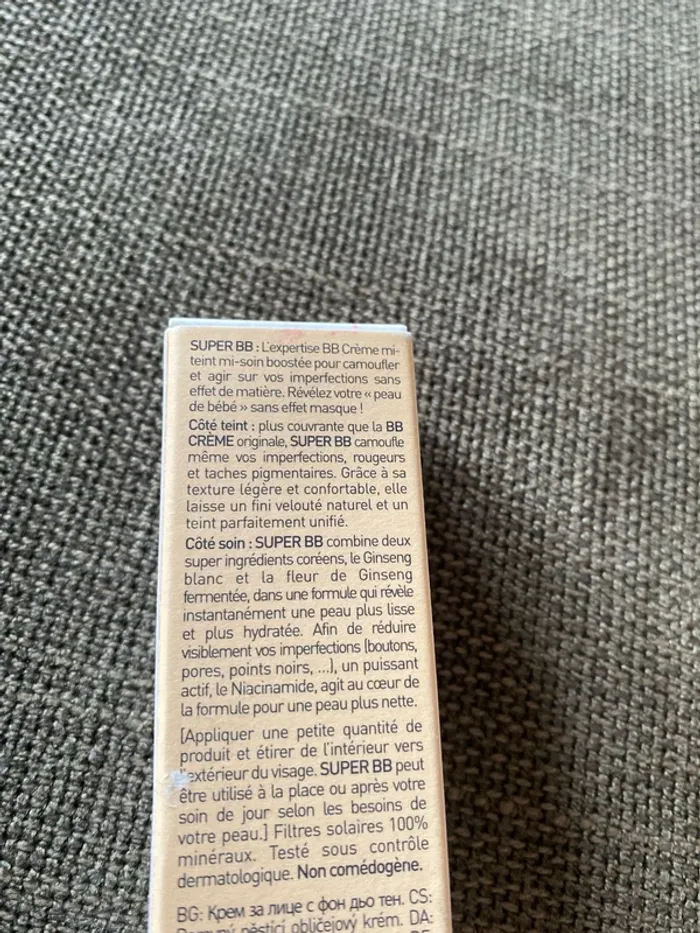 SUPER BB : L'expertise BB Crème mi-
teint mi-soin boostée pour camoufler
et agir sur vos imperfections sans
effet de matière. Révélez votre « peau
de bébé » sans effet masque !
Côté teint : plus couvrante que la BB
CRÈME originale, SUPER BB camoufle
même vos imperfections, rougeurs
et taches pigmentaires. Grâce à sa
texture légère et confortable, elle
laisse un fini velouté naturel et un
teint parfaitement unifié.
Côté soin : SUPER BB combine deux
super ingrédients coréens, le Ginseng
blanc et la fleur de Ginseng
fermentée, dans une formule qui révèle
instantanément une peau plus lisse
et plus hydratée. Afin de réduire
visiblement vos imperfections (boutons,
pores, points noirs, ...), un puissant
actif, le Niacinamide, agit au cœur de
la formule pour une peau plus nette.
[Appliquer une petite quantité de
produit et étirer de l'intérieur vers
l'extérieur du visage. SUPER BB peut
être utilisé à la place ou après votre
soin de jour selon les besoins de
votre peau.] Filtres solaires 100%
minéraux. Testé sous contrôle
dermatologique. Non comédogène.
BG: Крем за лице с фон дьо тен. CS:
pěsticí obličejový krém. DA: